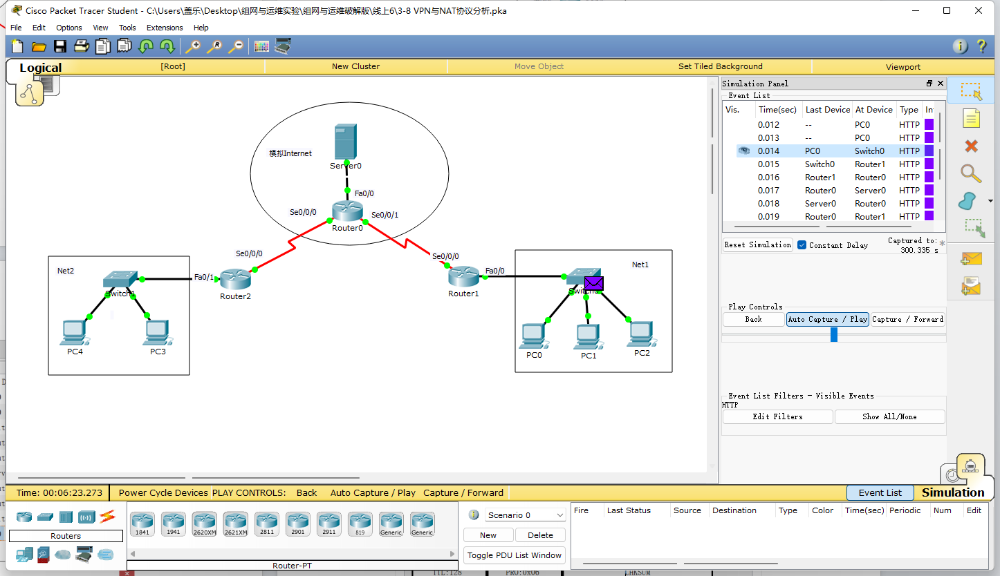 Cisco Packet Tracer Student - C:\Users\盖乐\Desktop\组网与运维实验\组网与运维破解版\线上6\3-8 VPN与NAT协议分析.pka
File Edit Options View Tools Extensions Help
Logical [Root] New Cluster Move Object Set Tiled Background Viewport
模拟Internet
Server0
Fa0/0
Se0/0/0
Se0/0/1
Router0
Se0/0/0
Se0/0/0
Net2
Fa0/1
Switch1
Router2
PC4
PC3
Fa0/0
Net1
Router1
Switch0
PC0
PC1
PC2
Simulation Panel
Event List
Vis. Time(sec) Last Device At Device Type In
0.012 -- PC0 HTTP
0.013 -- PC0 HTTP
0.014 PC0 Switch0 HTTP
0.015 Switch0 Router1 HTTP
0.016 Router1 Router0 HTTP
0.017 Router0 Server0 HTTP
0.018 Server0 Router0 HTTP
0.019 Router0 Router1 HTTP
Reset Simulation Constant Delay Captured to: *
300.335 s
Play Controls
Back Auto Capture / Play Capture / Forward
Event List Filters - Visible Events
HTTP
Edit Filters Show All/None
Time: 00:06:23.273 Power Cycle Devices PLAY CONTROLS: Back Auto Capture / Play Capture / Forward Event List Simulation
Routers
1841 1941 2620XM 2621XM 2811 2901 2911 819 Generic Generic
Router-PT
Scenario 0
New Delete
Toggle PDU List Window
Fire Last Status Source Destination Type Color Time(sec) Periodic Num Edit
TTL:128 PRO:0x06 CHKSUM